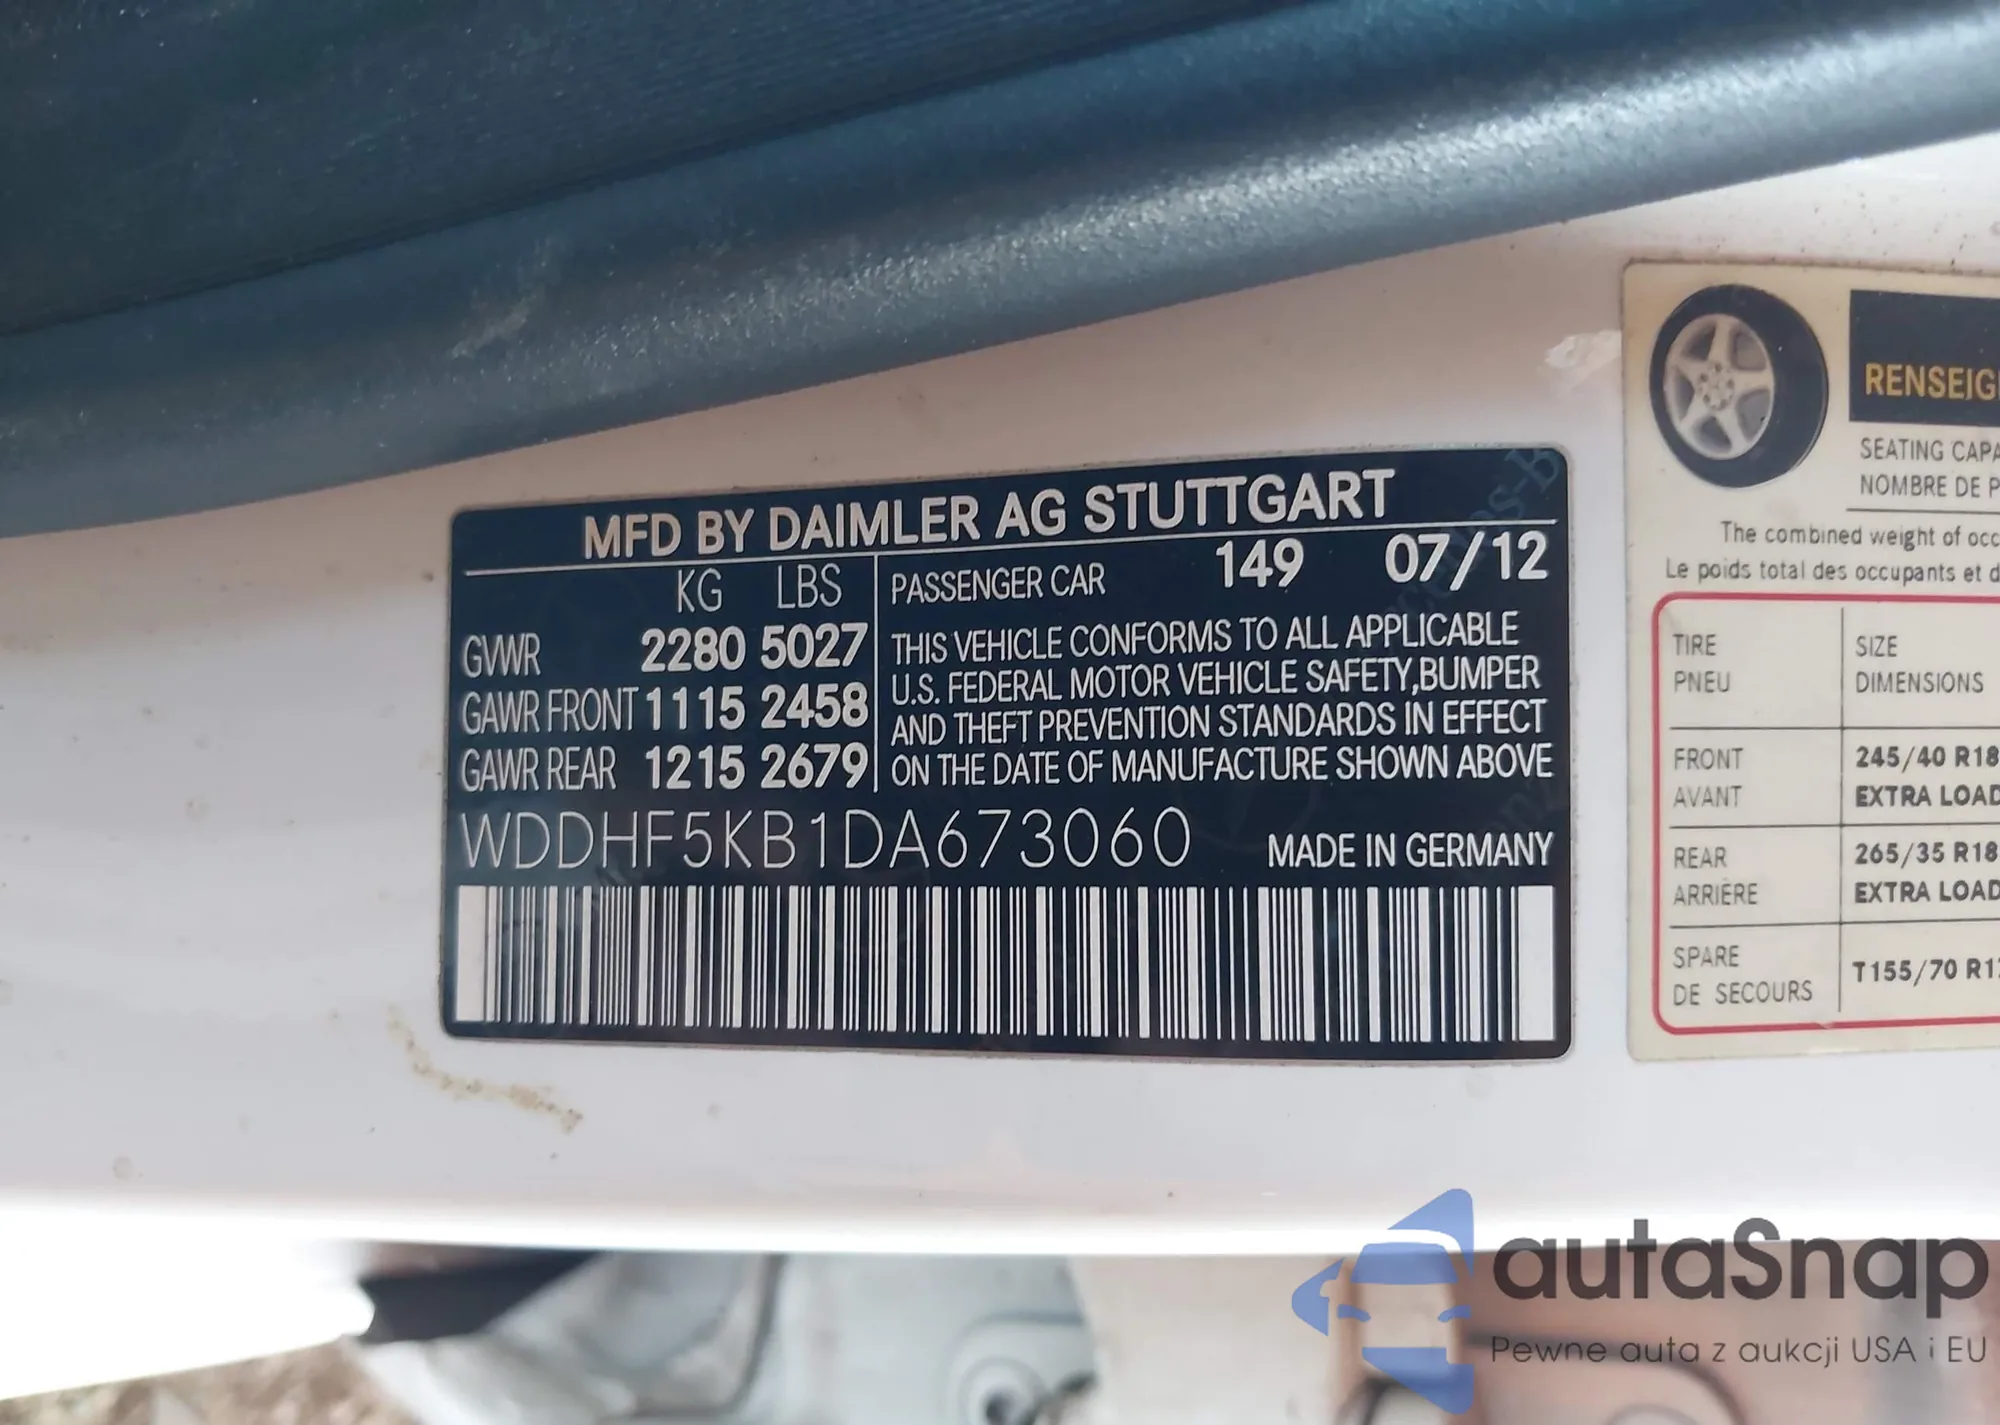 MFD BY DAIMLER AG STUTTGART
KG LBS
GVWR 2280 5027
GAWR FRONT 1115 2458
GAWR REAR 1215 2679
PASSENGER CAR 149 07/12
THIS VEHICLE CONFORMS TO ALL APPLICABLE
U.S. FEDERAL MOTOR VEHICLE SAFETY,BUMPER
AND THEFT PREVENTION STANDARDS IN EFFECT
ON THE DATE OF MANUFACTURE SHOWN ABOVE
WDDHF5KB1DA673060 MADE IN GERMANY
SEATING
NOMBRE DE
The combined weight of
Le poids total des occupants et
TIRE SIZE
PNEU DIMENSIONS
FRONT 245/40 R18
AVANT EXTRA LOAD
REAR 265/35 R18
ARRIÈRE EXTRA LOAD
SPARE T155/70
DE SECOURS
autaSnap
Pewne auta z aukcji USA i EU